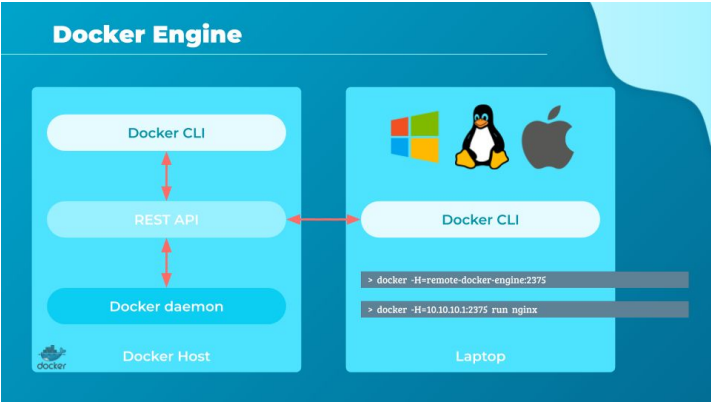 Docker Engine
Docker CLI
REST API
Docker daemon
Docker Host
docker
Docker CLI
> docker -H=remote-docker-engine:2375
> docker -H=10.10.10.1:2375 run nginx
Laptop